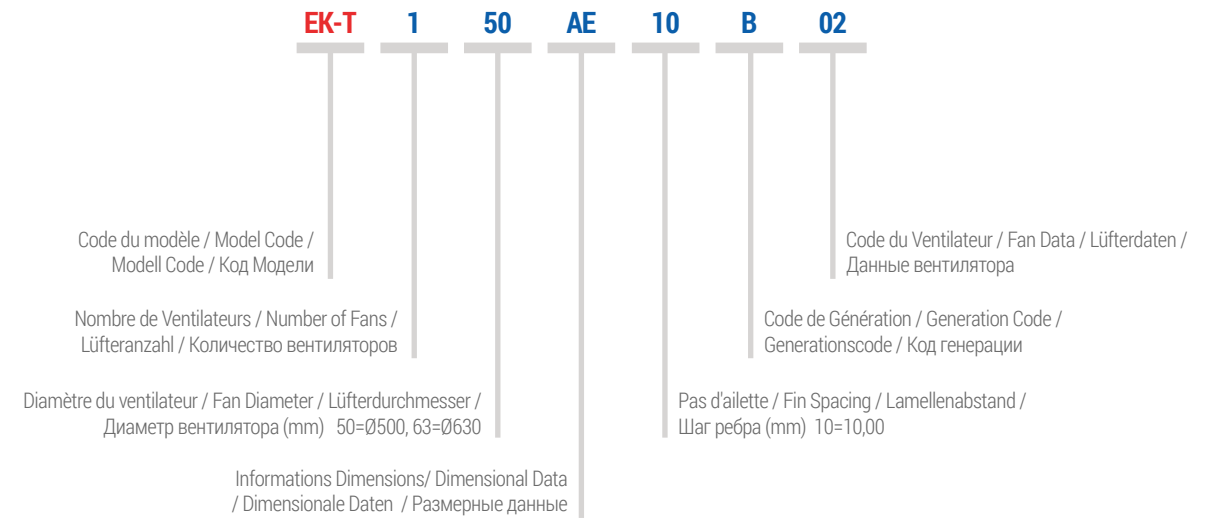 EK-T 1 50 AE 10 B 02
Code du modèle / Model Code /
Modell Code / Код Модели
Code du Ventilateur / Fan Data / Lüfterdaten /
Данные вентилятора
Nombre de Ventilateurs / Number of Fans /
Lüfteranzahl / Количество вентиляторов
Code de Génération / Generation Code /
Generationscode / Код генерации
Diamètre du ventilateur / Fan Diameter / Lüfterdurchmesser /
Диаметр вентилятора (mm) 50=Ø500, 63=Ø630
Pas d'ailette / Fin Spacing / Lamellenabstand /
Шаг ребра (mm) 10=10,00
Informations Dimensions/ Dimensional Data
/ Dimensionale Daten / Размерные данные